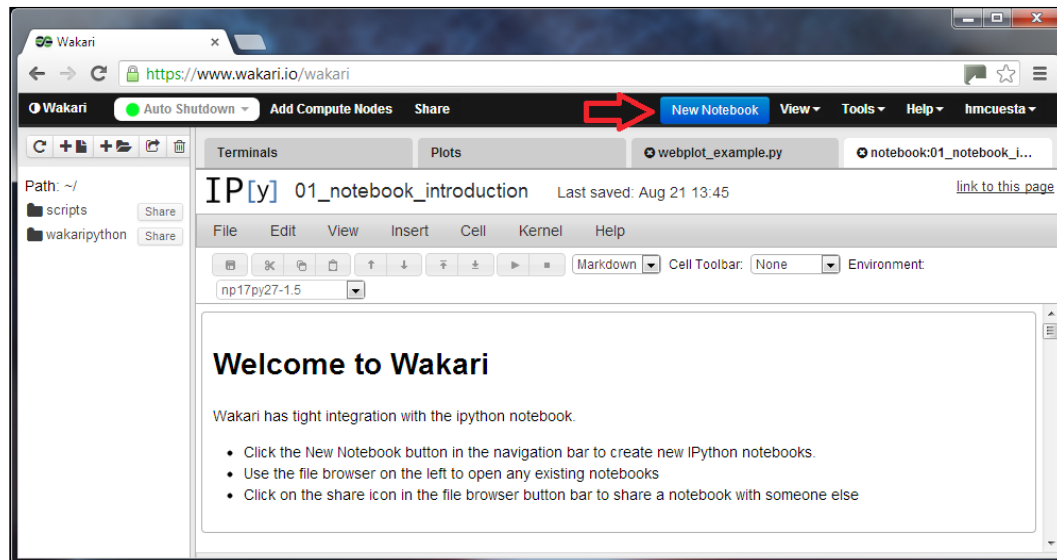 Wakari
https://www.wakari.io/wakari
Wakari Auto Shutdown Add Compute Nodes Share New Notebook View Tools Help hmcuesta
Terminals Plots webplot_example.py notebook:01_notebook_i...
Path: ~/
scripts Share
wakaripython Share
IP[y] 01_notebook_introduction Last saved: Aug 21 13:45 link to this page
File Edit View Insert Cell Kernel Help
Markdown Cell Toolbar: None Environment:
np17py27-1.5
Welcome to Wakari
Wakari has tight integration with the ipython notebook.
• Click the New Notebook button in the navigation bar to create new IPython notebooks.
• Use the file browser on the left to open any existing notebooks
• Click on the share icon in the file browser button bar to share a notebook with someone else